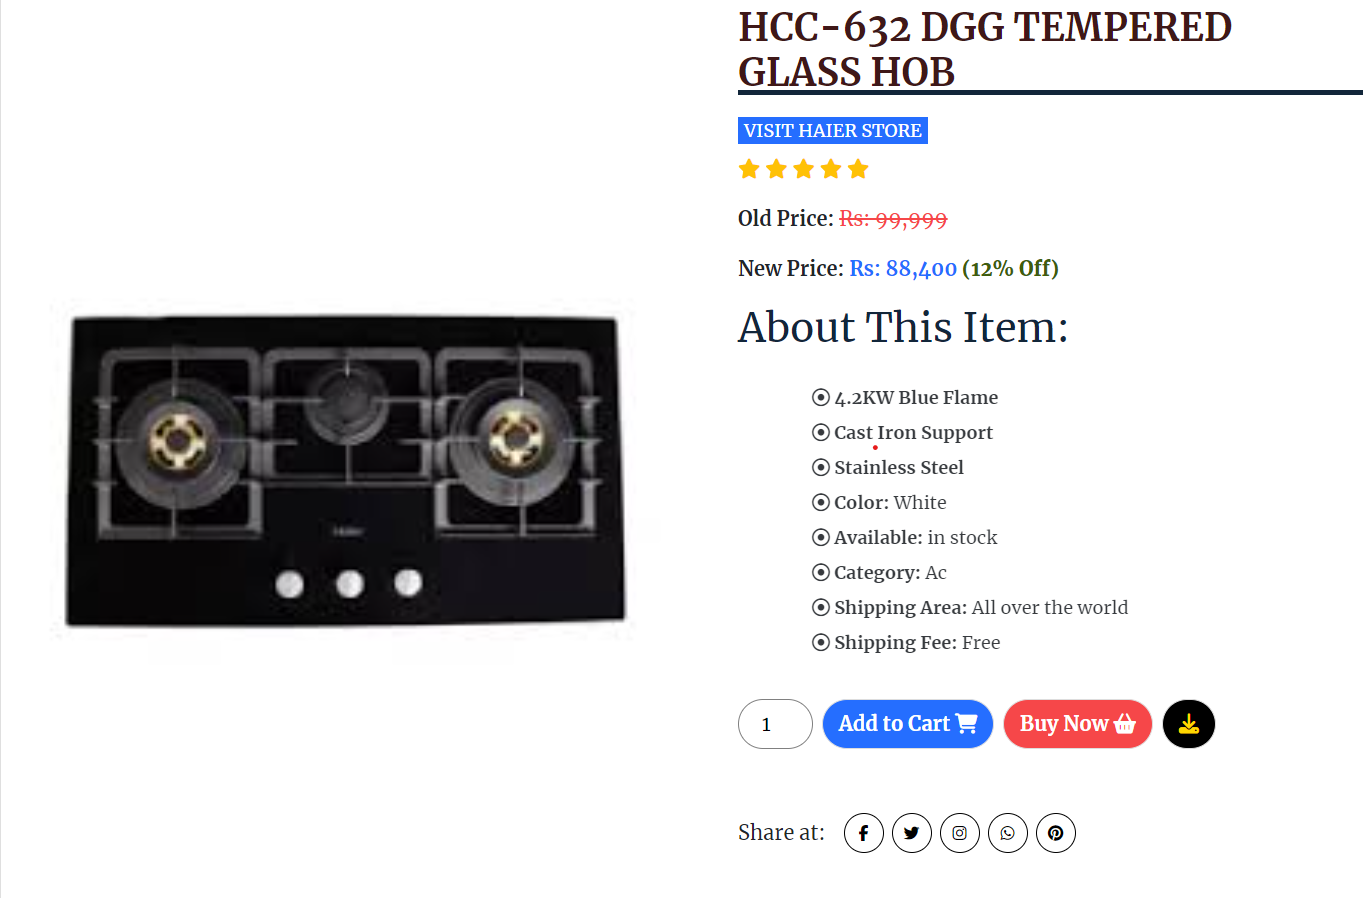 HCC-632 DGG TEMPERED
GLASS HOB
VISIT HAIER STORE
Old Price: Rs: 99,999
New Price: Rs: 88,400 (12% Off)
About This Item:
4.2KW Blue Flame
Cast Iron Support
Stainless Steel
Color: White
Available: in stock
Category: Ac
Shipping Area: All over the world
Shipping Fee: Free
1 Add to Cart Buy Now
Share at: